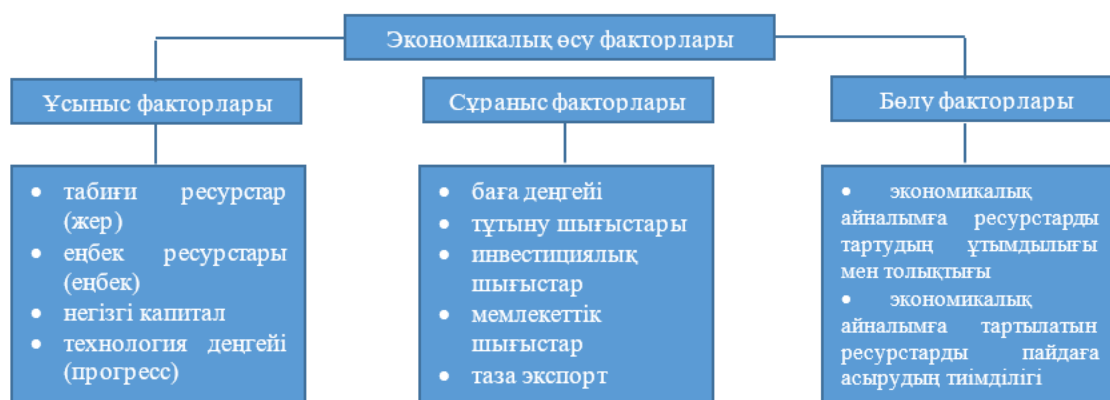 Экономикалық өсу факторлары
Ұсыныс факторлары
Сұраныс факторлары
Бөлу факторлары
• табиғи ресурстар
(жер)
• еңбек ресурстары
(еңбек)
• негізгі капитал
• технология деңгейі
(прогресс)
• баға деңгейі
• тұтыну шығыстары
• инвестициялық
шығыстар
• мемлекеттік
шығыстар
• таза экспорт
• экономикалық
айналымға ресурстарды
тартудың ұтымдылығы
мен толықтығы
• экономикалық
айналымға тартылатын
ресурстарды пайдаға
асырудың тиімділігі